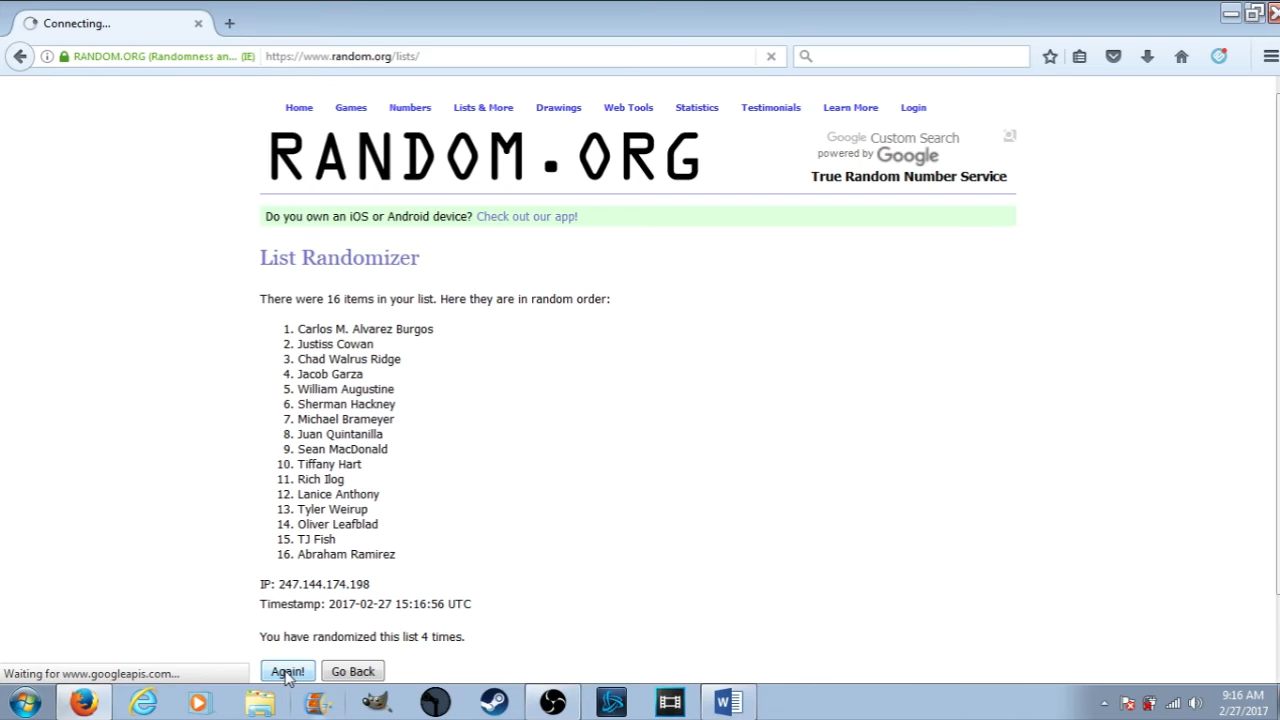 Connecting...
RANDOM.ORG (Randomness an... (IE) https://www.random.org/lists/
Home Games Numbers Lists & More Drawings Web Tools Statistics Testimonials Learn More Login
RANDOM.ORG
Google Custom Search
powered by Google
True Random Number Service
Do you own an iOS or Android device? Check out our app!
List Randomizer
There were 16 items in your list. Here they are in random order:
1. Carlos M. Alvarez Burgos
2. Justiss Cowan
3. Chad Walrus Ridge
4. Jacob Garza
5. William Augustine
6. Sherman Hackney
7. Michael Brameyer
8. Juan Quintanilla
9. Sean MacDonald
10. Tiffany Hart
11. Rich Ilog
12. Lanice Anthony
13. Tyler Weirup
14. Oliver Leafblad
15. TJ Fish
16. Abraham Ramirez
IP: 247.144.174.198
Timestamp: 2017-02-27 15:16:56 UTC
You have randomized this list 4 times.
Again! Go Back
Waiting for www.googleapis.com...
9:16 AM
2/27/2017